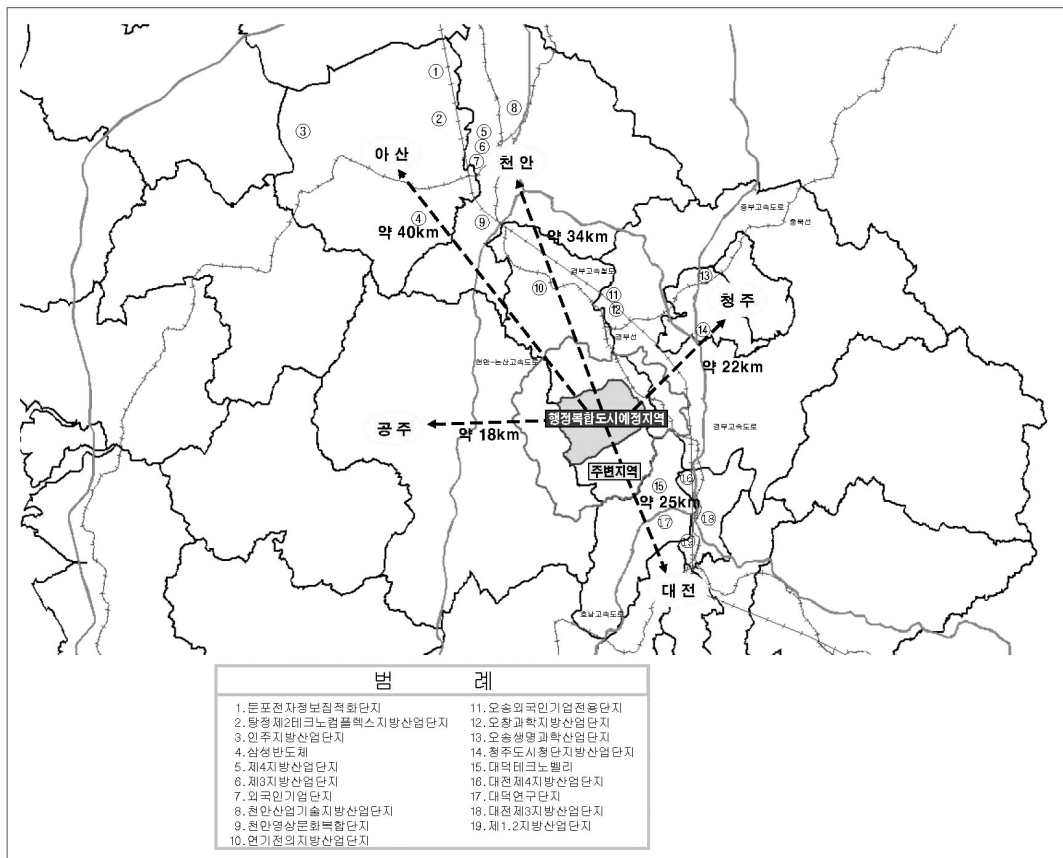 ①
⑧
②
③
⑤
⑥
아산
⑦
천안
중부고속도로
④
⑨
충북선
약 40km
약 34km
경부고속철도
⑬
⑩
⑪
청주
⑫
⑭
경부선
천안-논산고속도로
약 22km
행정복합도시예정지역
공주
약 18km
경부고속도로
주변지역
⑮
16
약 25km
17
18
19
대전
호남고속도로
범 례
1.둔포전자정보집적화단지
2.탕정제2테크노컴플렉스지방산업단지
3.인주지방산업단지
4.삼성반도체
5.제4지방산업단지
6.제3지방산업단지
7.외국인기업단지
8.천안산업기술지방산업단지
9.천안영상문화복합단지
10.연기전의지방산업단지
11.오송외국인기업전용단지
12.오창과학지방산업단지
13.오송생명과학산업단지
14.청주도시첨단지방산업단지
15.대덕테크노벨리
16.대전제4지방산업단지
17.대덕연구단지
18.대전제3지방산업단지
19.제1.2지방산업단지